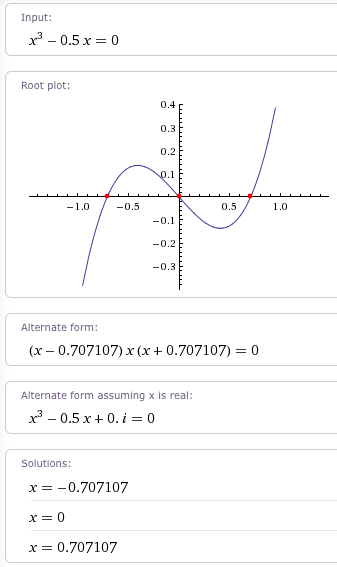 Input:
x³ − 0.5 x = 0
Root plot:
0.4
0.3
0.2
0.1
−1.0 −0.5 0.5 1.0
−0.1
−0.2
−0.3
Alternate form:
(x − 0.707107) x (x + 0.707107) = 0
Alternate form assuming x is real:
x³ − 0.5 x + 0. i = 0
Solutions:
x = −0.707107
x = 0
x = 0.707107